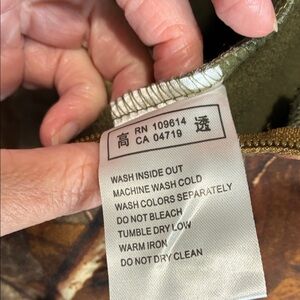 高 RN 109614 透
CA 04719
WASH INSIDE OUT
MACHINE WASH COLD
WASH COLORS SEPARATELY
DO NOT BLEACH
TUMBLE DRY LOW
WARM IRON
DO NOT DRY CLEAN